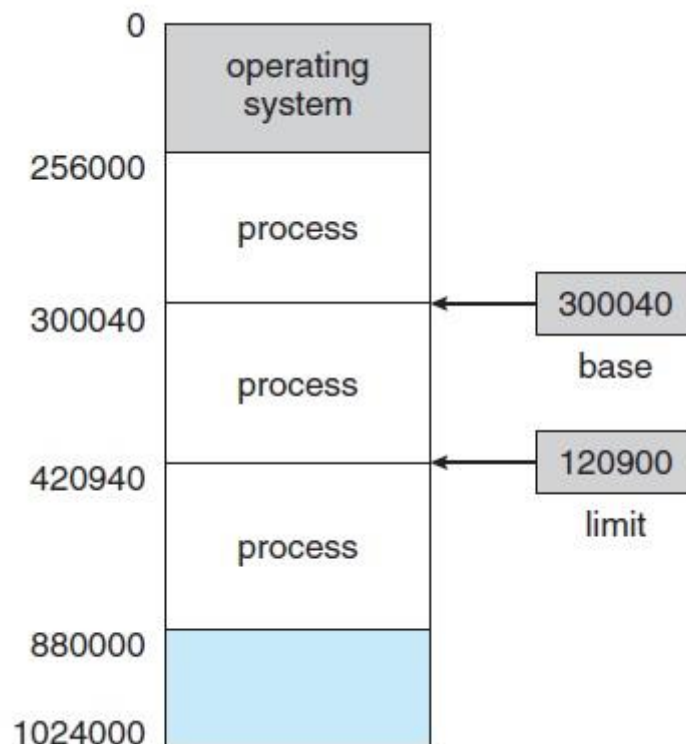 0
operating
system
256000
process
300040
300040
base
process
420940
120900
limit
process
880000
1024000